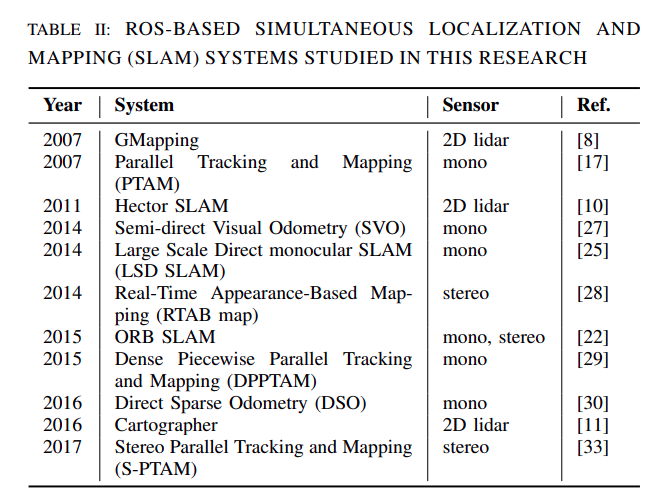 TABLE II: ROS-BASED SIMULTANEOUS LOCALIZATION AND
MAPPING (SLAM) SYSTEMS STUDIED IN THIS RESEARCH
Year System Sensor Ref.
2007 GMapping 2D lidar [8]
2007 Parallel Tracking and Mapping mono [17]
(PTAM)
2011 Hector SLAM 2D lidar [10]
2014 Semi-direct Visual Odometry (SVO) mono [27]
2014 Large Scale Direct monocular SLAM mono [25]
(LSD SLAM)
2014 Real-Time Appearance-Based Map- stereo [28]
ping (RTAB map)
2015 ORB SLAM mono, stereo [22]
2015 Dense Piecewise Parallel Tracking mono [29]
and Mapping (DPPTAM)
2016 Direct Sparse Odometry (DSO) mono [30]
2016 Cartographer 2D lidar [11]
2017 Stereo Parallel Tracking and Mapping stereo [33]
(S-PTAM)